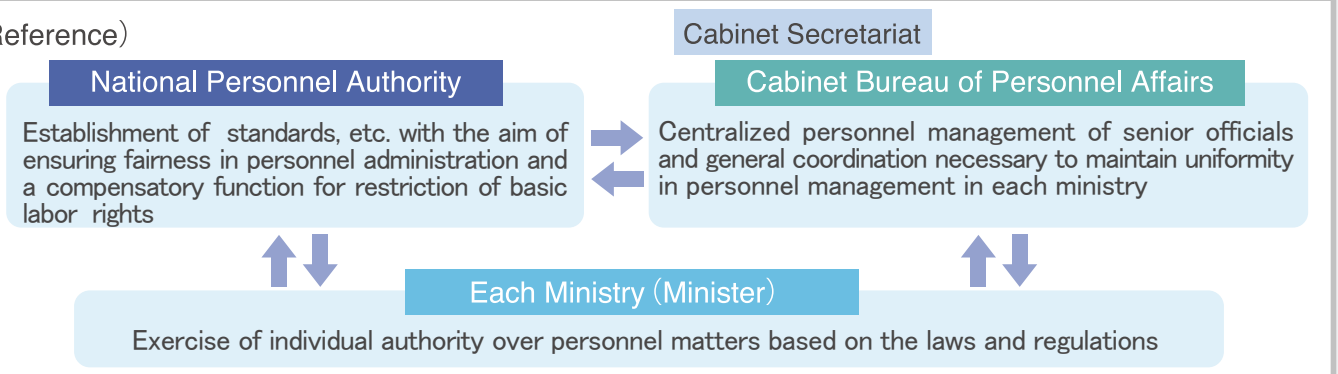 Reference）
Cabinet Secretariat
National Personnel Authority
Establishment of standards, etc. with the aim of
ensuring fairness in personnel administration and
a compensatory function for restriction of basic
labor rights
Cabinet Bureau of Personnel Affairs
Centralized personnel management of senior officials
and general coordination necessary to maintain uniformity
in personnel management in each ministry
Each Ministry（Minister）
Exercise of individual authority over personnel matters based on the laws and regulations